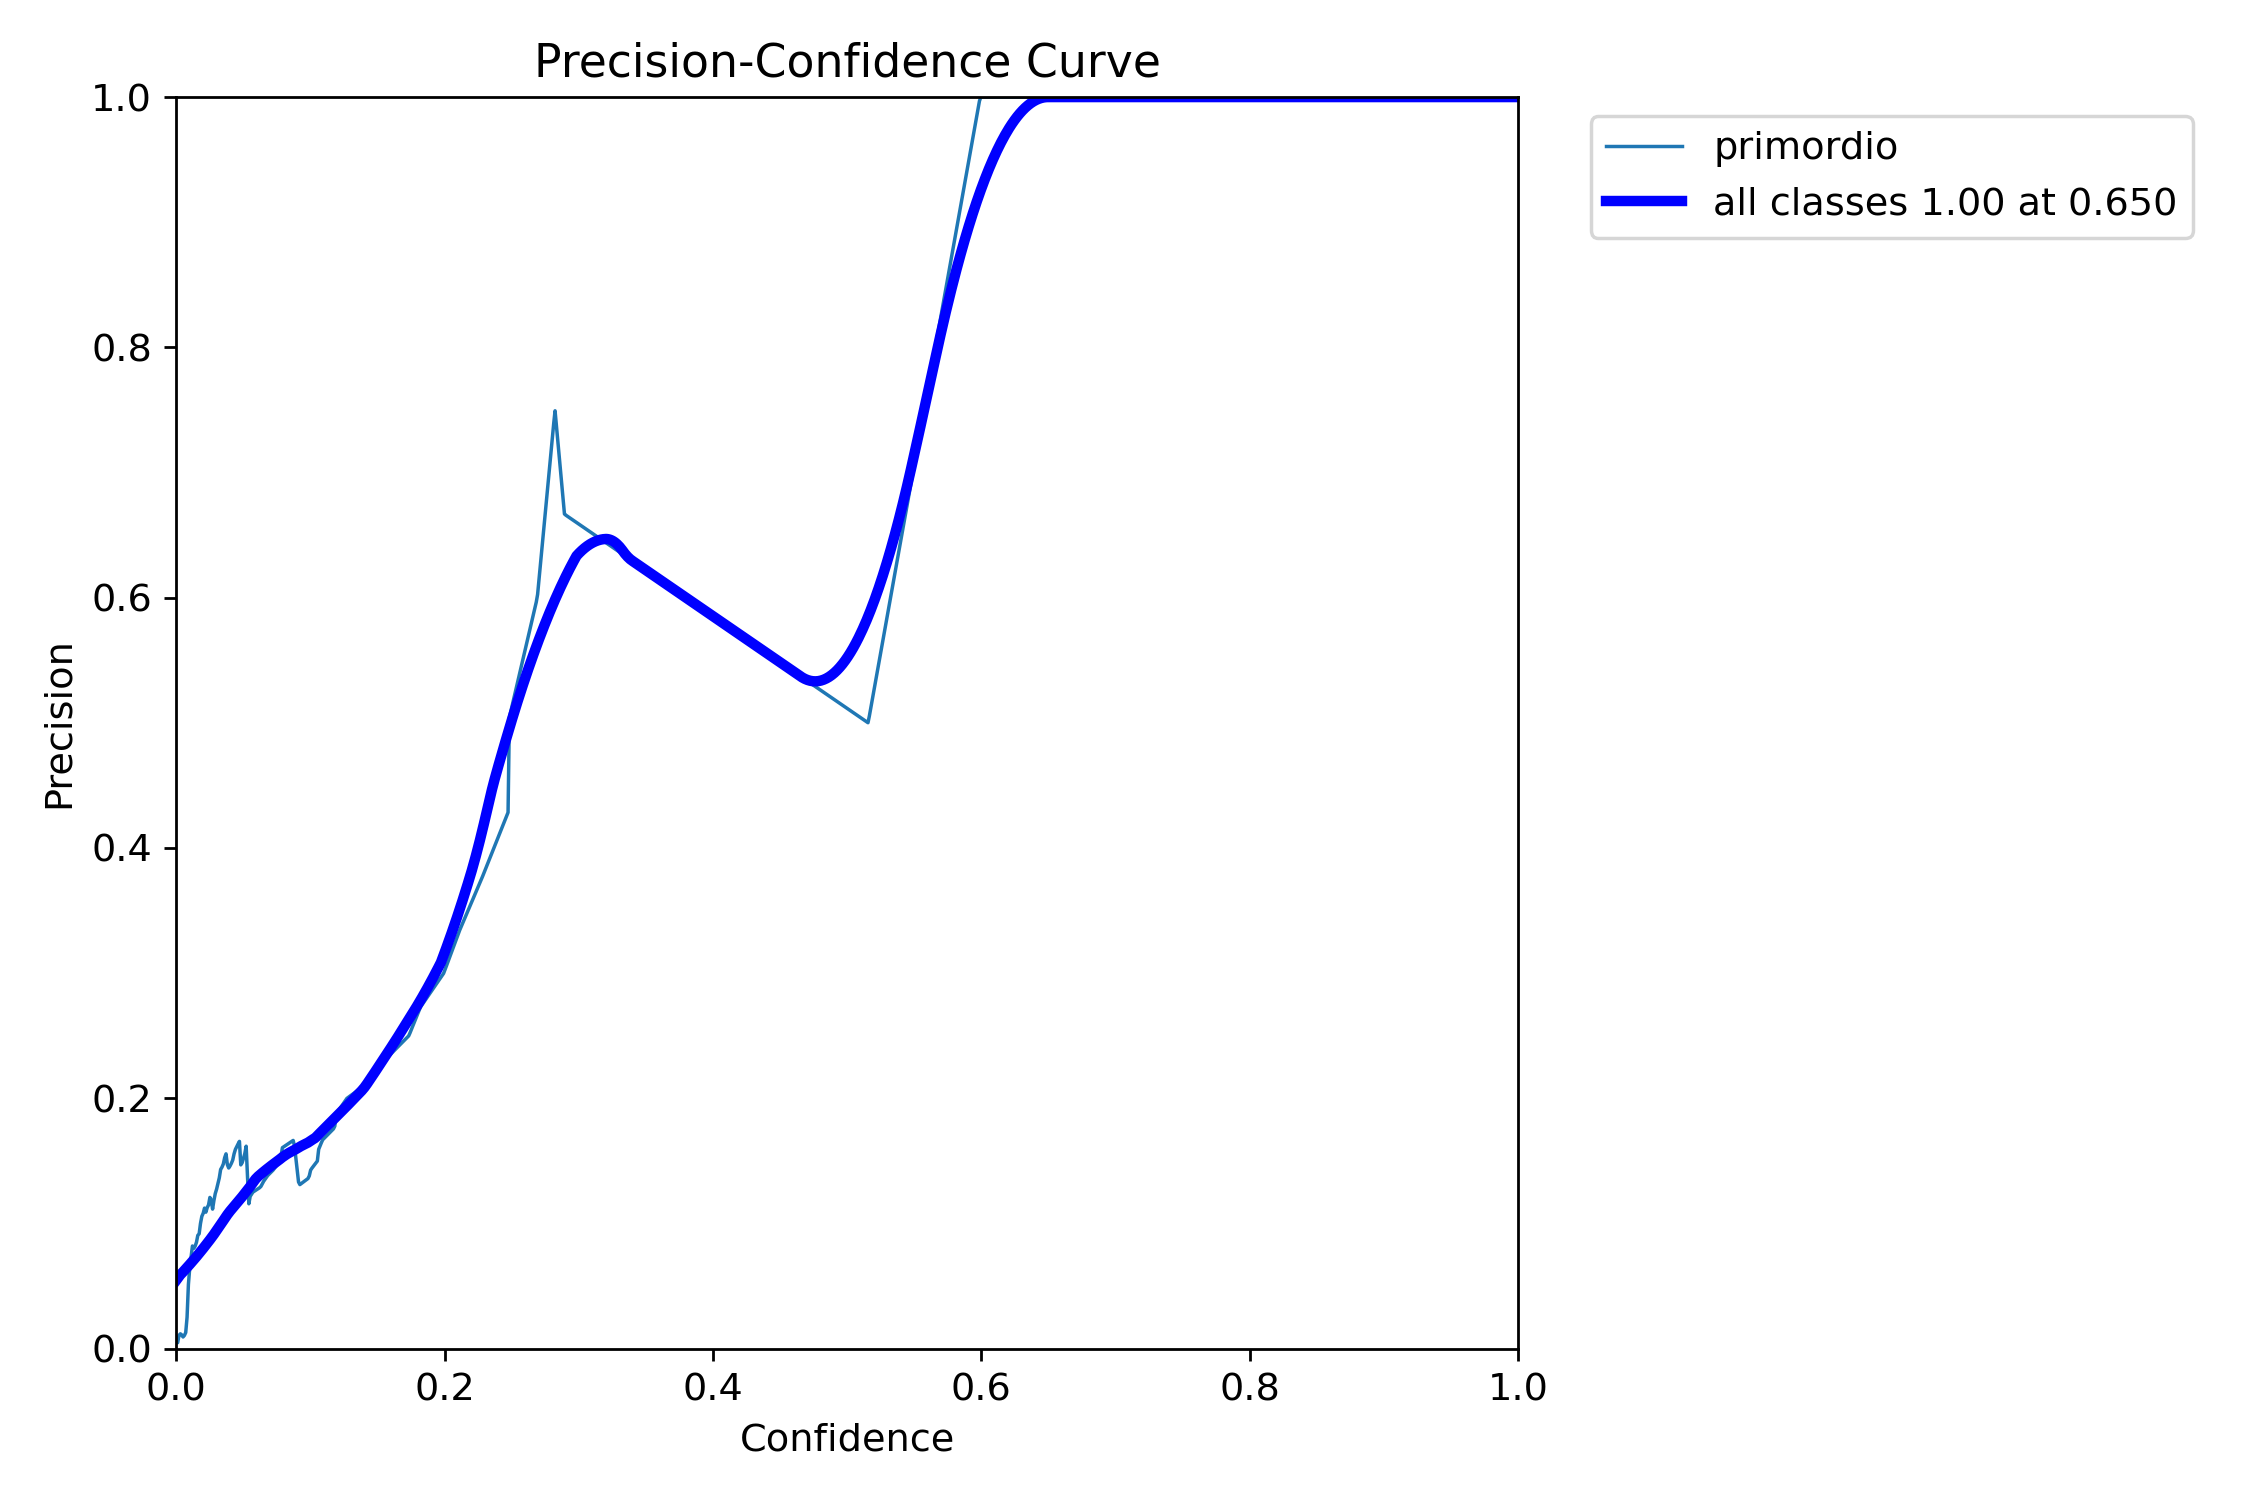 Precision-Confidence Curve
primordio
all classes 1.00 at 0.650
Precision
1.0
0.8
0.6
0.4
0.2
0.0
0.0 0.2 0.4 0.6 0.8 1.0
Confidence